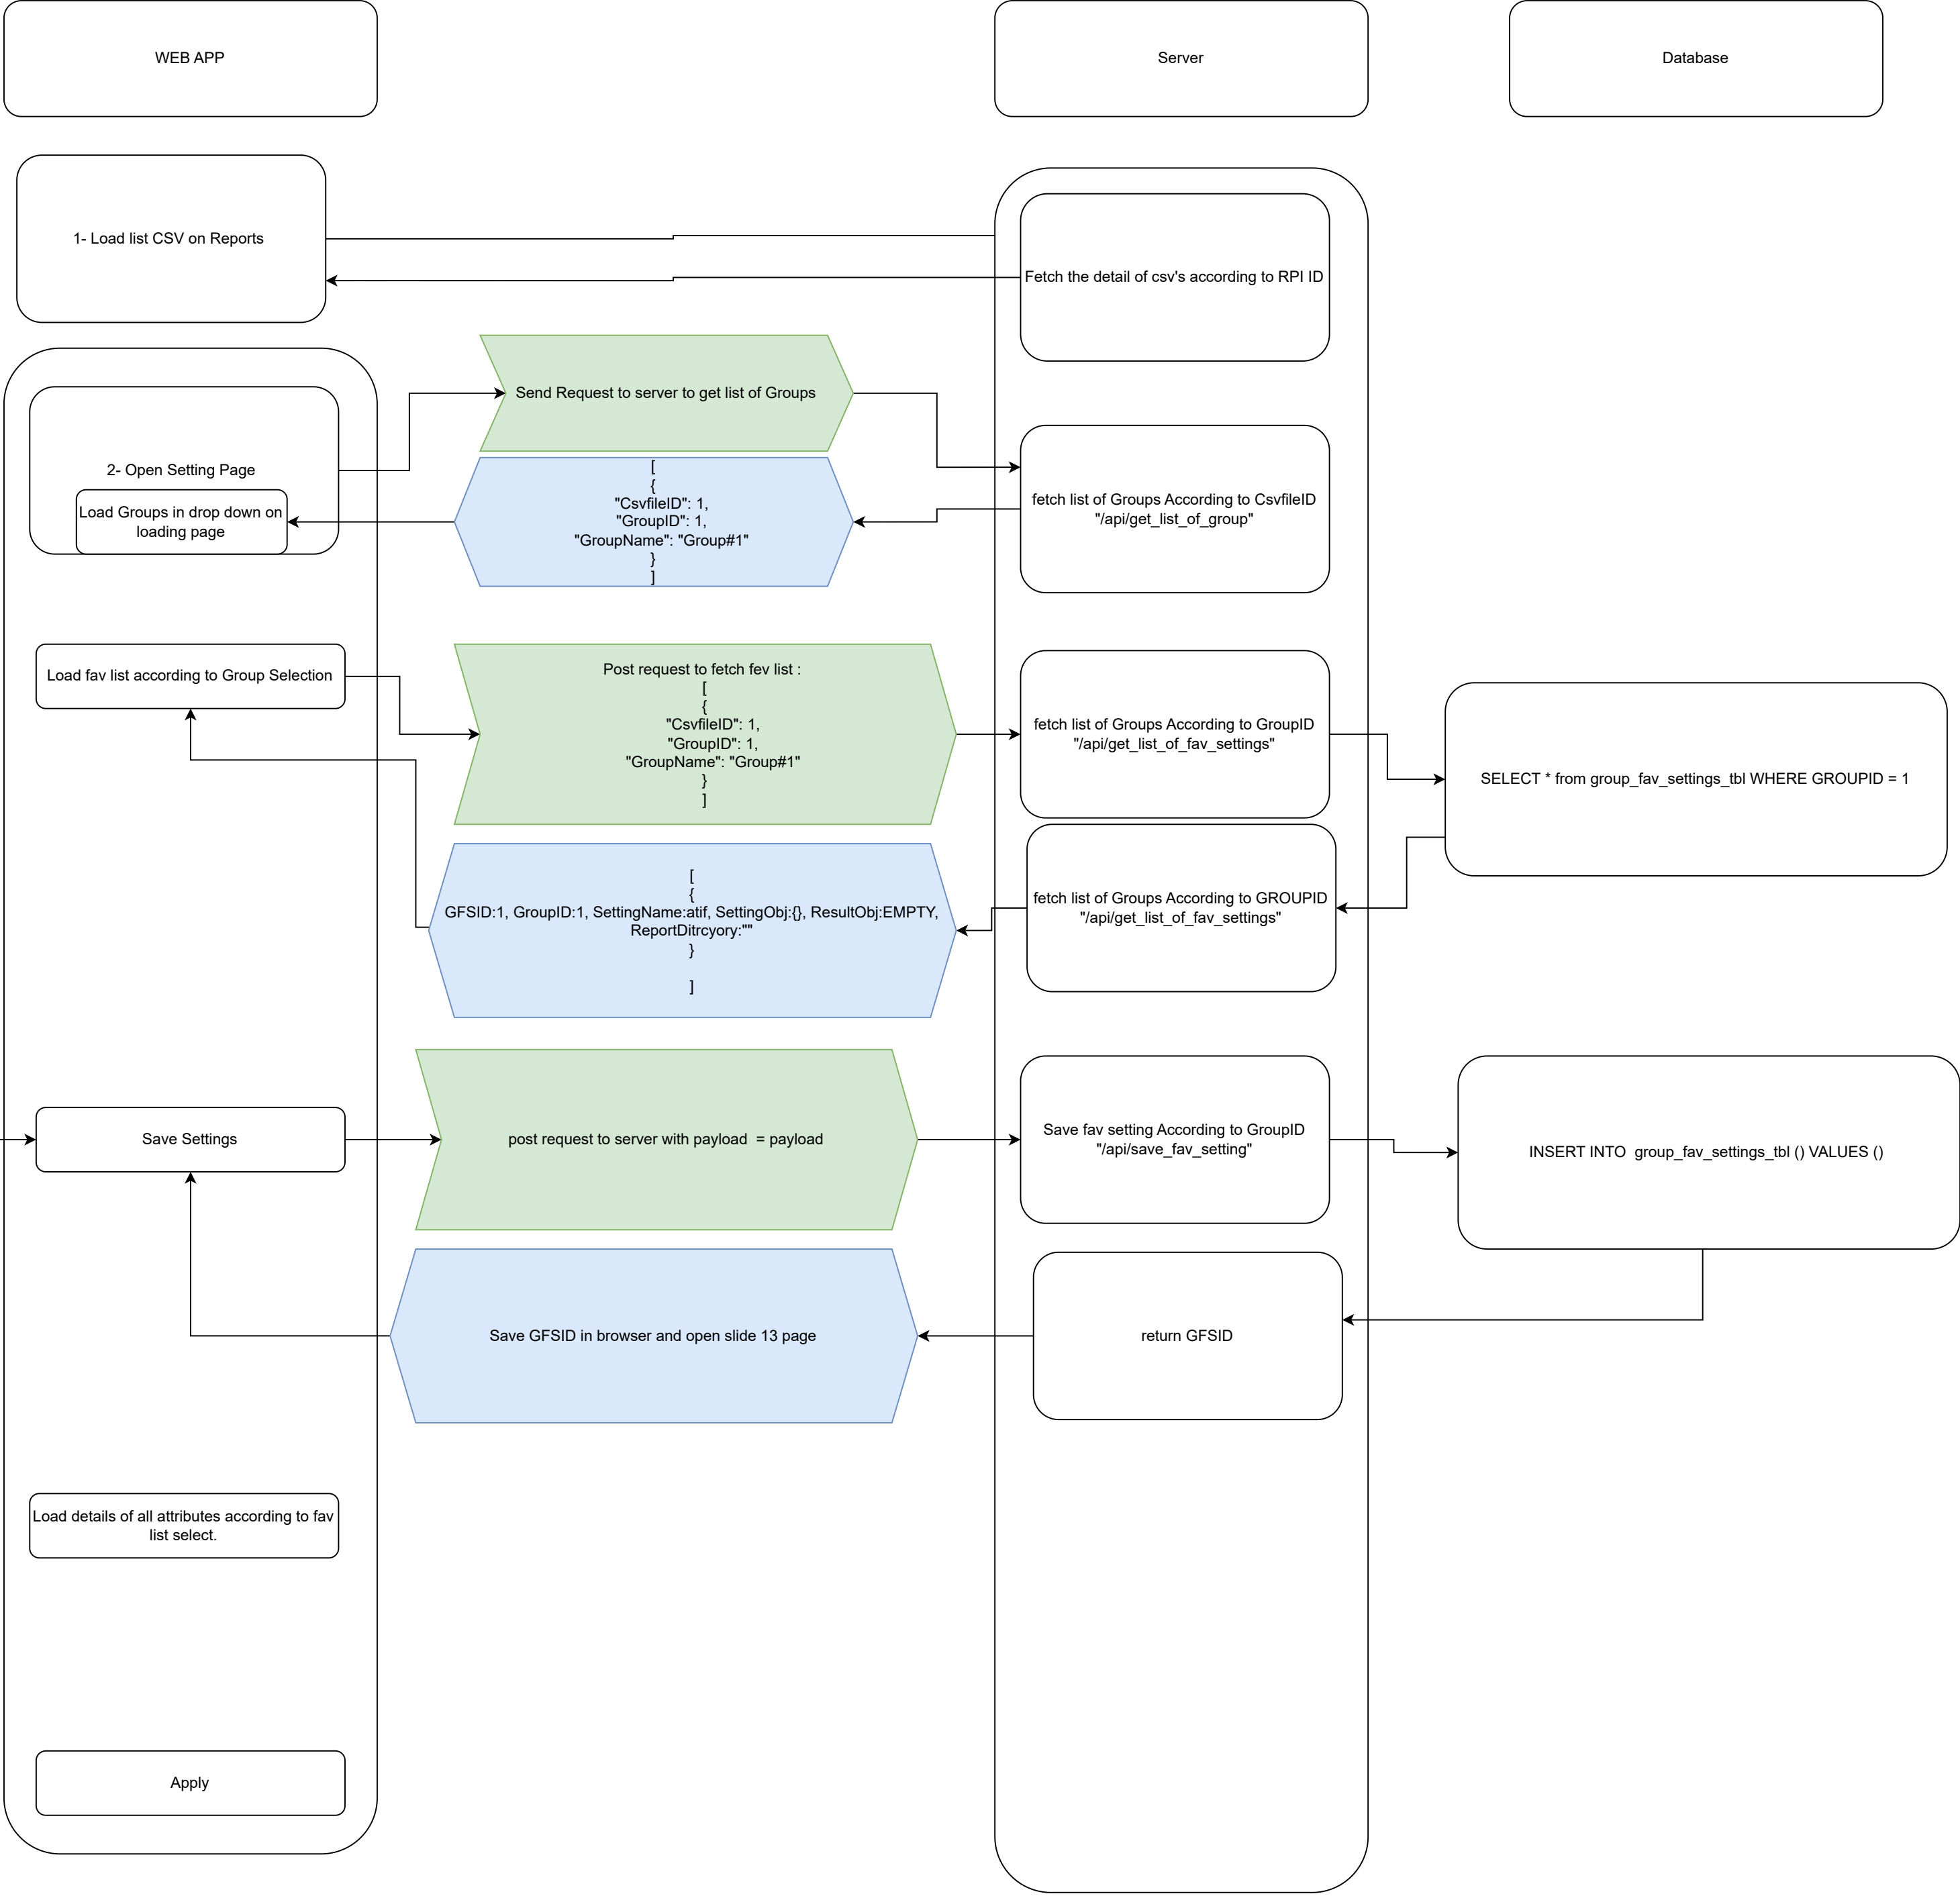 WEB APP
Server
Database
1- Load list CSV on Reports
Fetch the detail of csv's according to RPI ID
Send Request to server to get list of Groups
2- Open Setting Page
Load Groups in drop down on
loading page
[
{
"CsvfileID": 1,
"GroupID": 1,
"GroupName": "Group#1"
}
]
fetch list of Groups According to CsvfileID
"/api/get_list_of_group"
Load fav list according to Group Selection
Post request to fetch fev list :
[
{
"CsvfileID": 1,
"GroupID": 1,
"GroupName": "Group#1"
}
]
fetch list of Groups According to GroupID
"/api/get_list_of_fav_settings"
SELECT * from group_fav_settings_tbl WHERE GROUPID = 1
[
{
GFSID:1, GroupID:1, SettingName:atif, SettingObj:{}, ResultObj:EMPTY,
ReportDitrcyory:""
}
]
fetch list of Groups According to GROUPID
"/api/get_list_of_fav_settings"
Save Settings
post request to server with payload  = payload
Save fav setting According to GroupID
"/api/save_fav_setting"
INSERT INTO  group_fav_settings_tbl () VALUES ()
Save GFSID in browser and open slide 13 page
return GFSID
Load details of all attributes according to fav
list select.
Apply